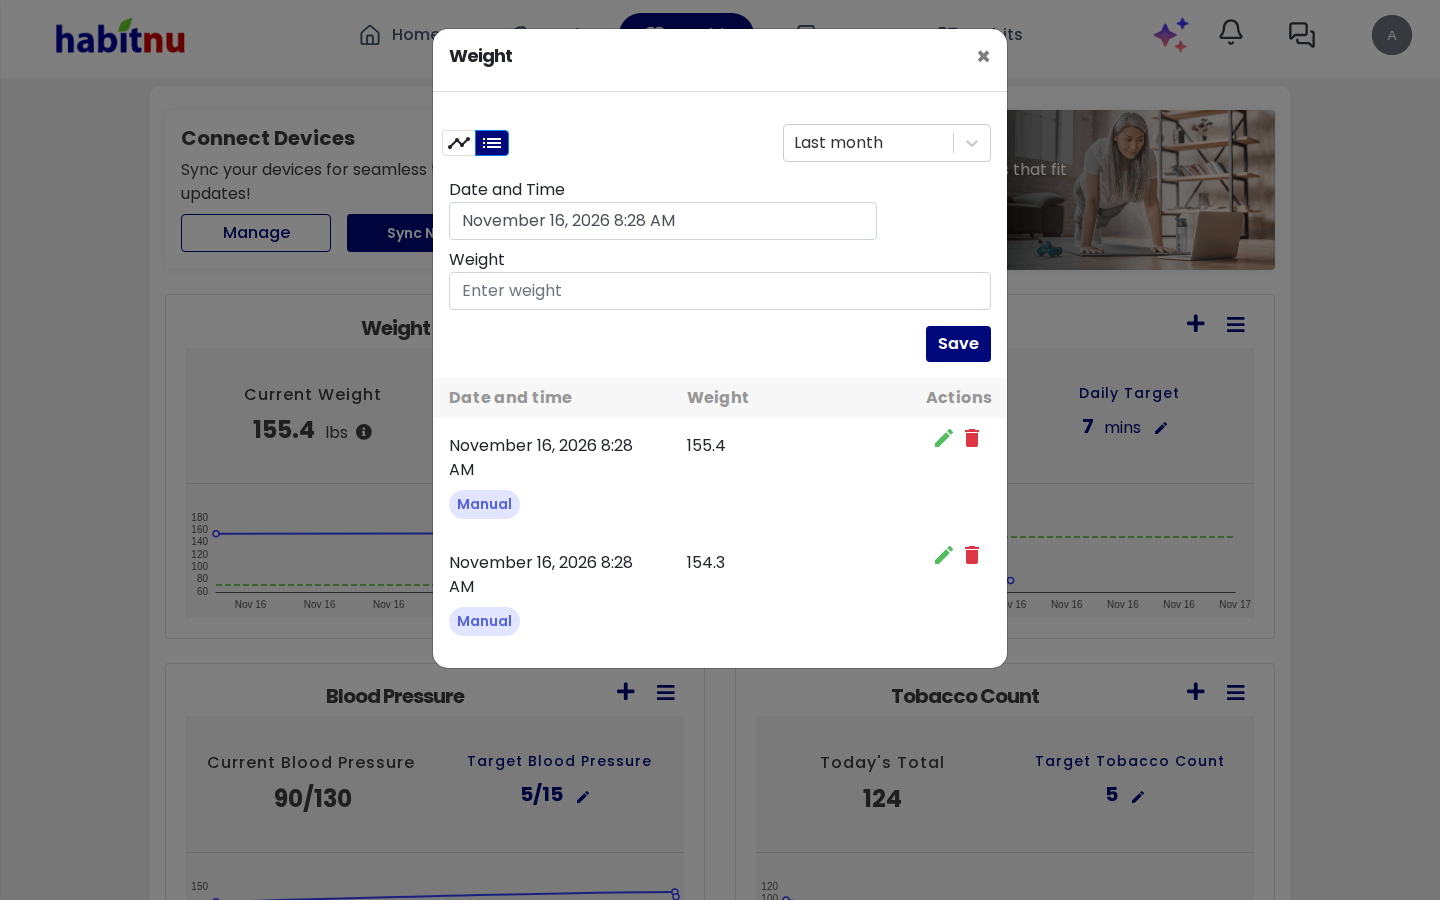 habitnu
Home
its
A
Weight
×
Connect Devices
Sync your devices for seamless
updates!
Manage
Sync N
that fit
Last month
Date and Time
November 16, 2026 8:28 AM
Weight
Enter weight
Save
Date and time Weight Actions
November 16, 2026 8:28
AM
155.4
Manual
November 16, 2026 8:28
AM
154.3
Manual
Weight
Current Weight
155.4 lbs
180
160
140
120
100
80
60
Nov 16 Nov 16 Nov 16
Daily Target
7 mins
16 Nov 16 Nov 16 Nov 16 Nov 17
Blood Pressure
Current Blood Pressure
90/130
Target Blood Pressure
5/15
150
Tobacco Count
Today's Total
124
Target Tobacco Count
5
120
100